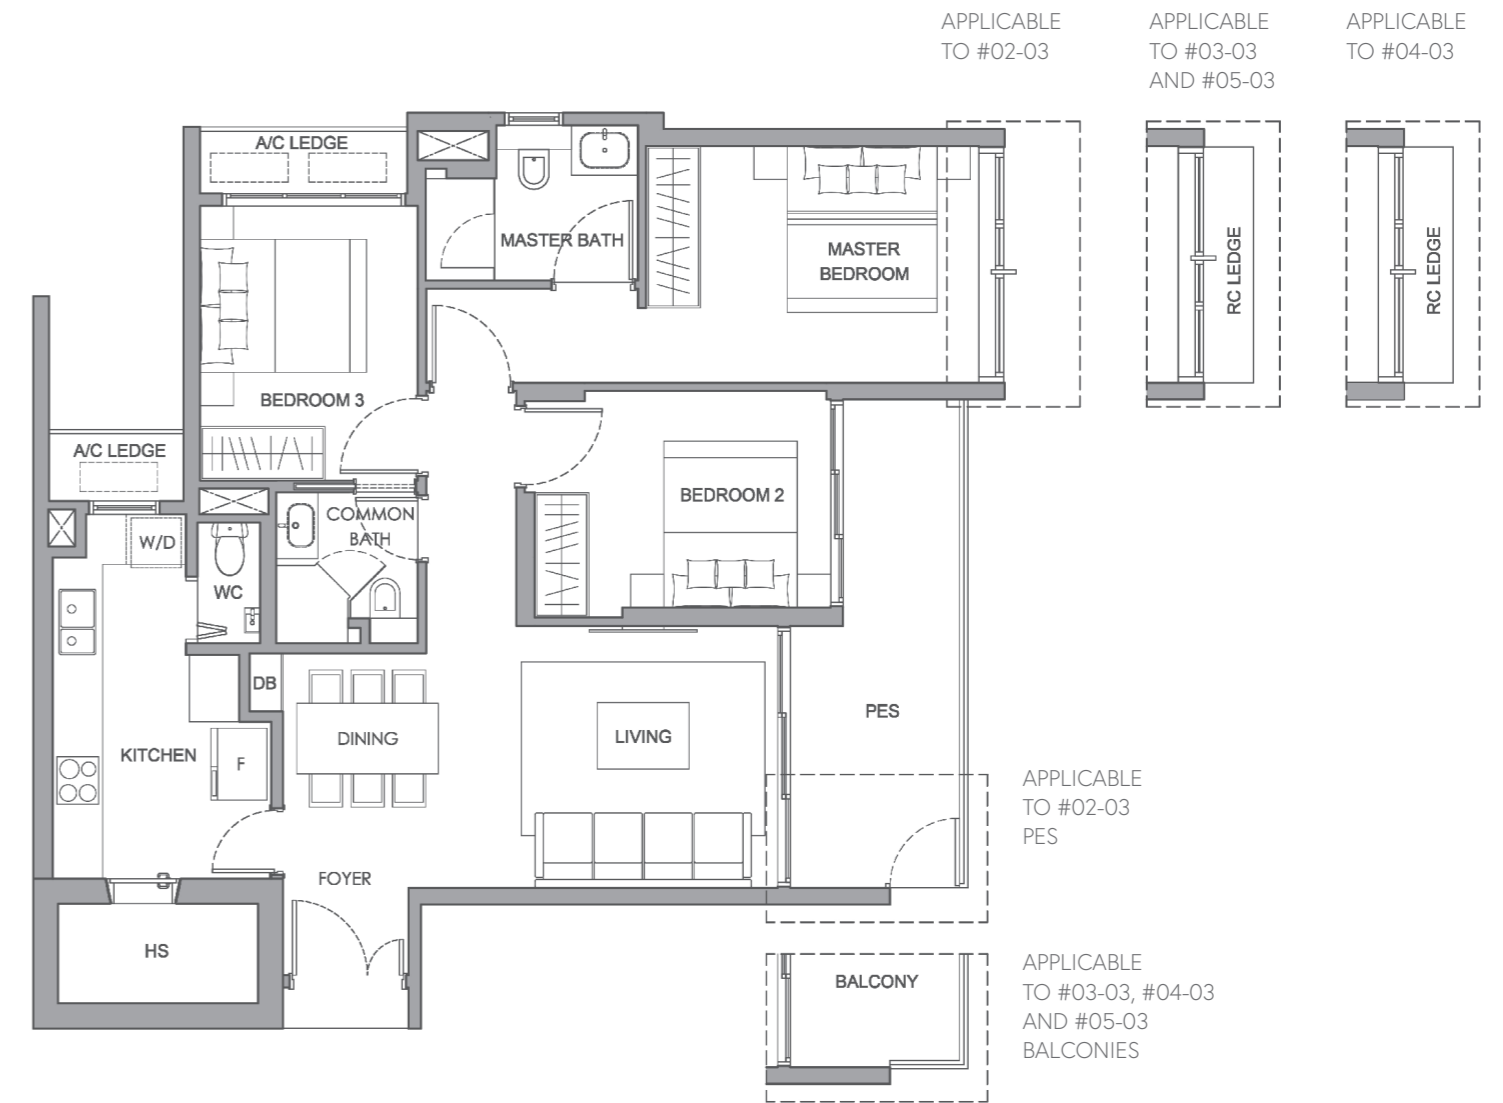 APPLICABLE
TO #02-03
APPLICABLE
TO #03-03
AND #05-03
APPLICABLE
TO #04-03
A/C LEDGE
MASTER BATH
MASTER
BEDROOM
RC LEDGE
RC LEDGE
BEDROOM 3
A/C LEDGE
BEDROOM 2
COMMON
BATH
W/D
WC
DB
PES
DINING
LIVING
KITCHEN
F
APPLICABLE
TO #02-03
PES
FOYER
HS
BALCONY
APPLICABLE
TO #03-03, #04-03
AND #05-03
BALCONIES